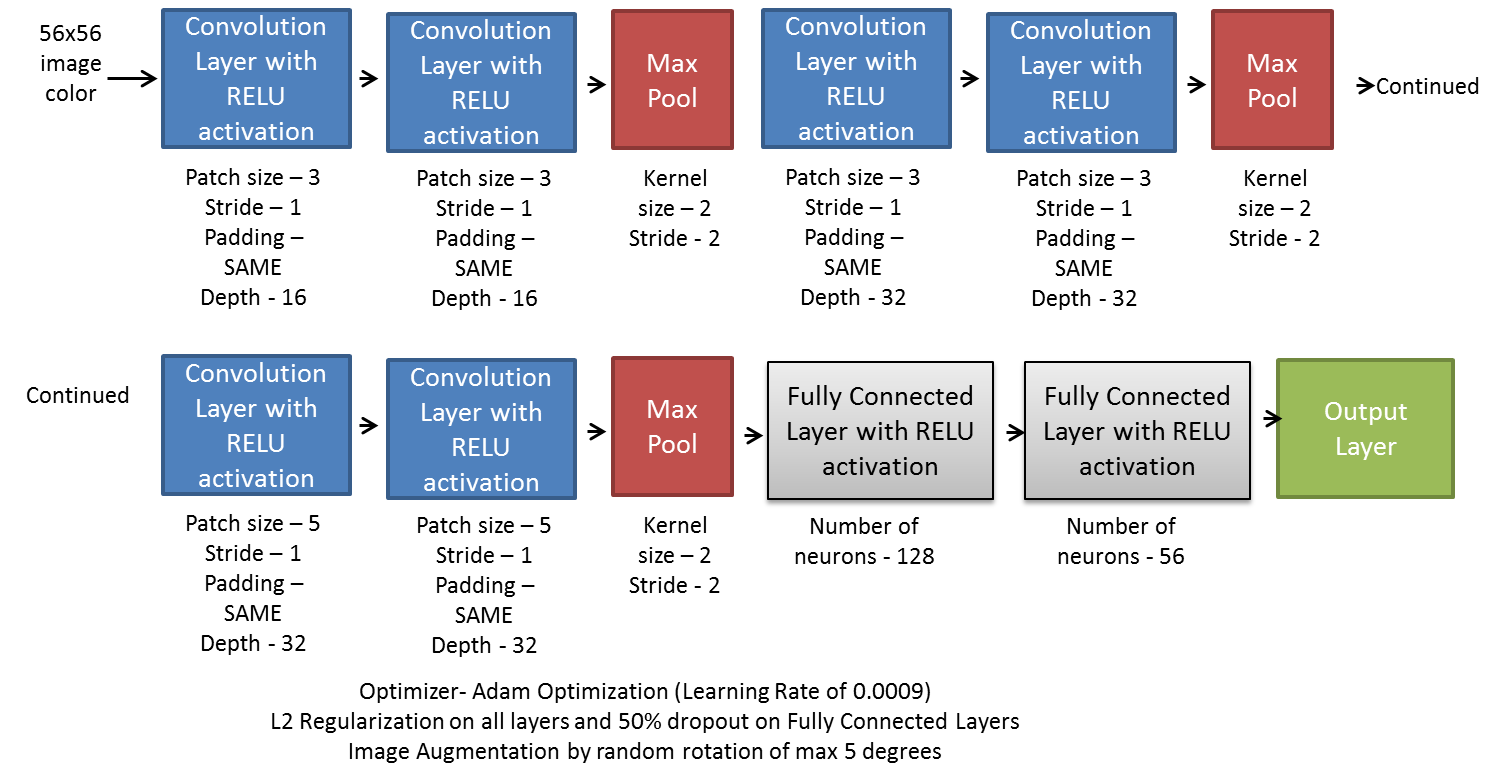 56x56
image
color
Convolution
Layer with
RELU
activation
Convolution
Layer with
RELU
activation
Max
Pool
Convolution
Layer with
RELU
activation
Convolution
Layer with
RELU
activation
Max
Pool
Continued
Patch size – 3
Stride – 1
Padding –
SAME
Depth - 16
Patch size – 3
Stride – 1
Padding –
SAME
Depth - 16
Kernel
size – 2
Stride - 2
Patch size – 3
Stride – 1
Padding –
SAME
Depth - 32
Patch size – 3
Stride – 1
Padding –
SAME
Depth - 32
Kernel
size – 2
Stride - 2
Continued
Convolution
Layer with
RELU
activation
Convolution
Layer with
RELU
activation
Max
Pool
Fully Connected
Layer with RELU
activation
Fully Connected
Layer with RELU
activation
Output
Layer
Patch size – 5
Stride – 1
Padding –
SAME
Depth - 32
Patch size – 5
Stride – 1
Padding –
SAME
Depth - 32
Kernel
size – 2
Stride - 2
Number of
neurons - 128
Number of
neurons - 56
Optimizer- Adam Optimization (Learning Rate of 0.0009)
L2 Regularization on all layers and 50% dropout on Fully Connected Layers
Image Augmentation by random rotation of max 5 degrees